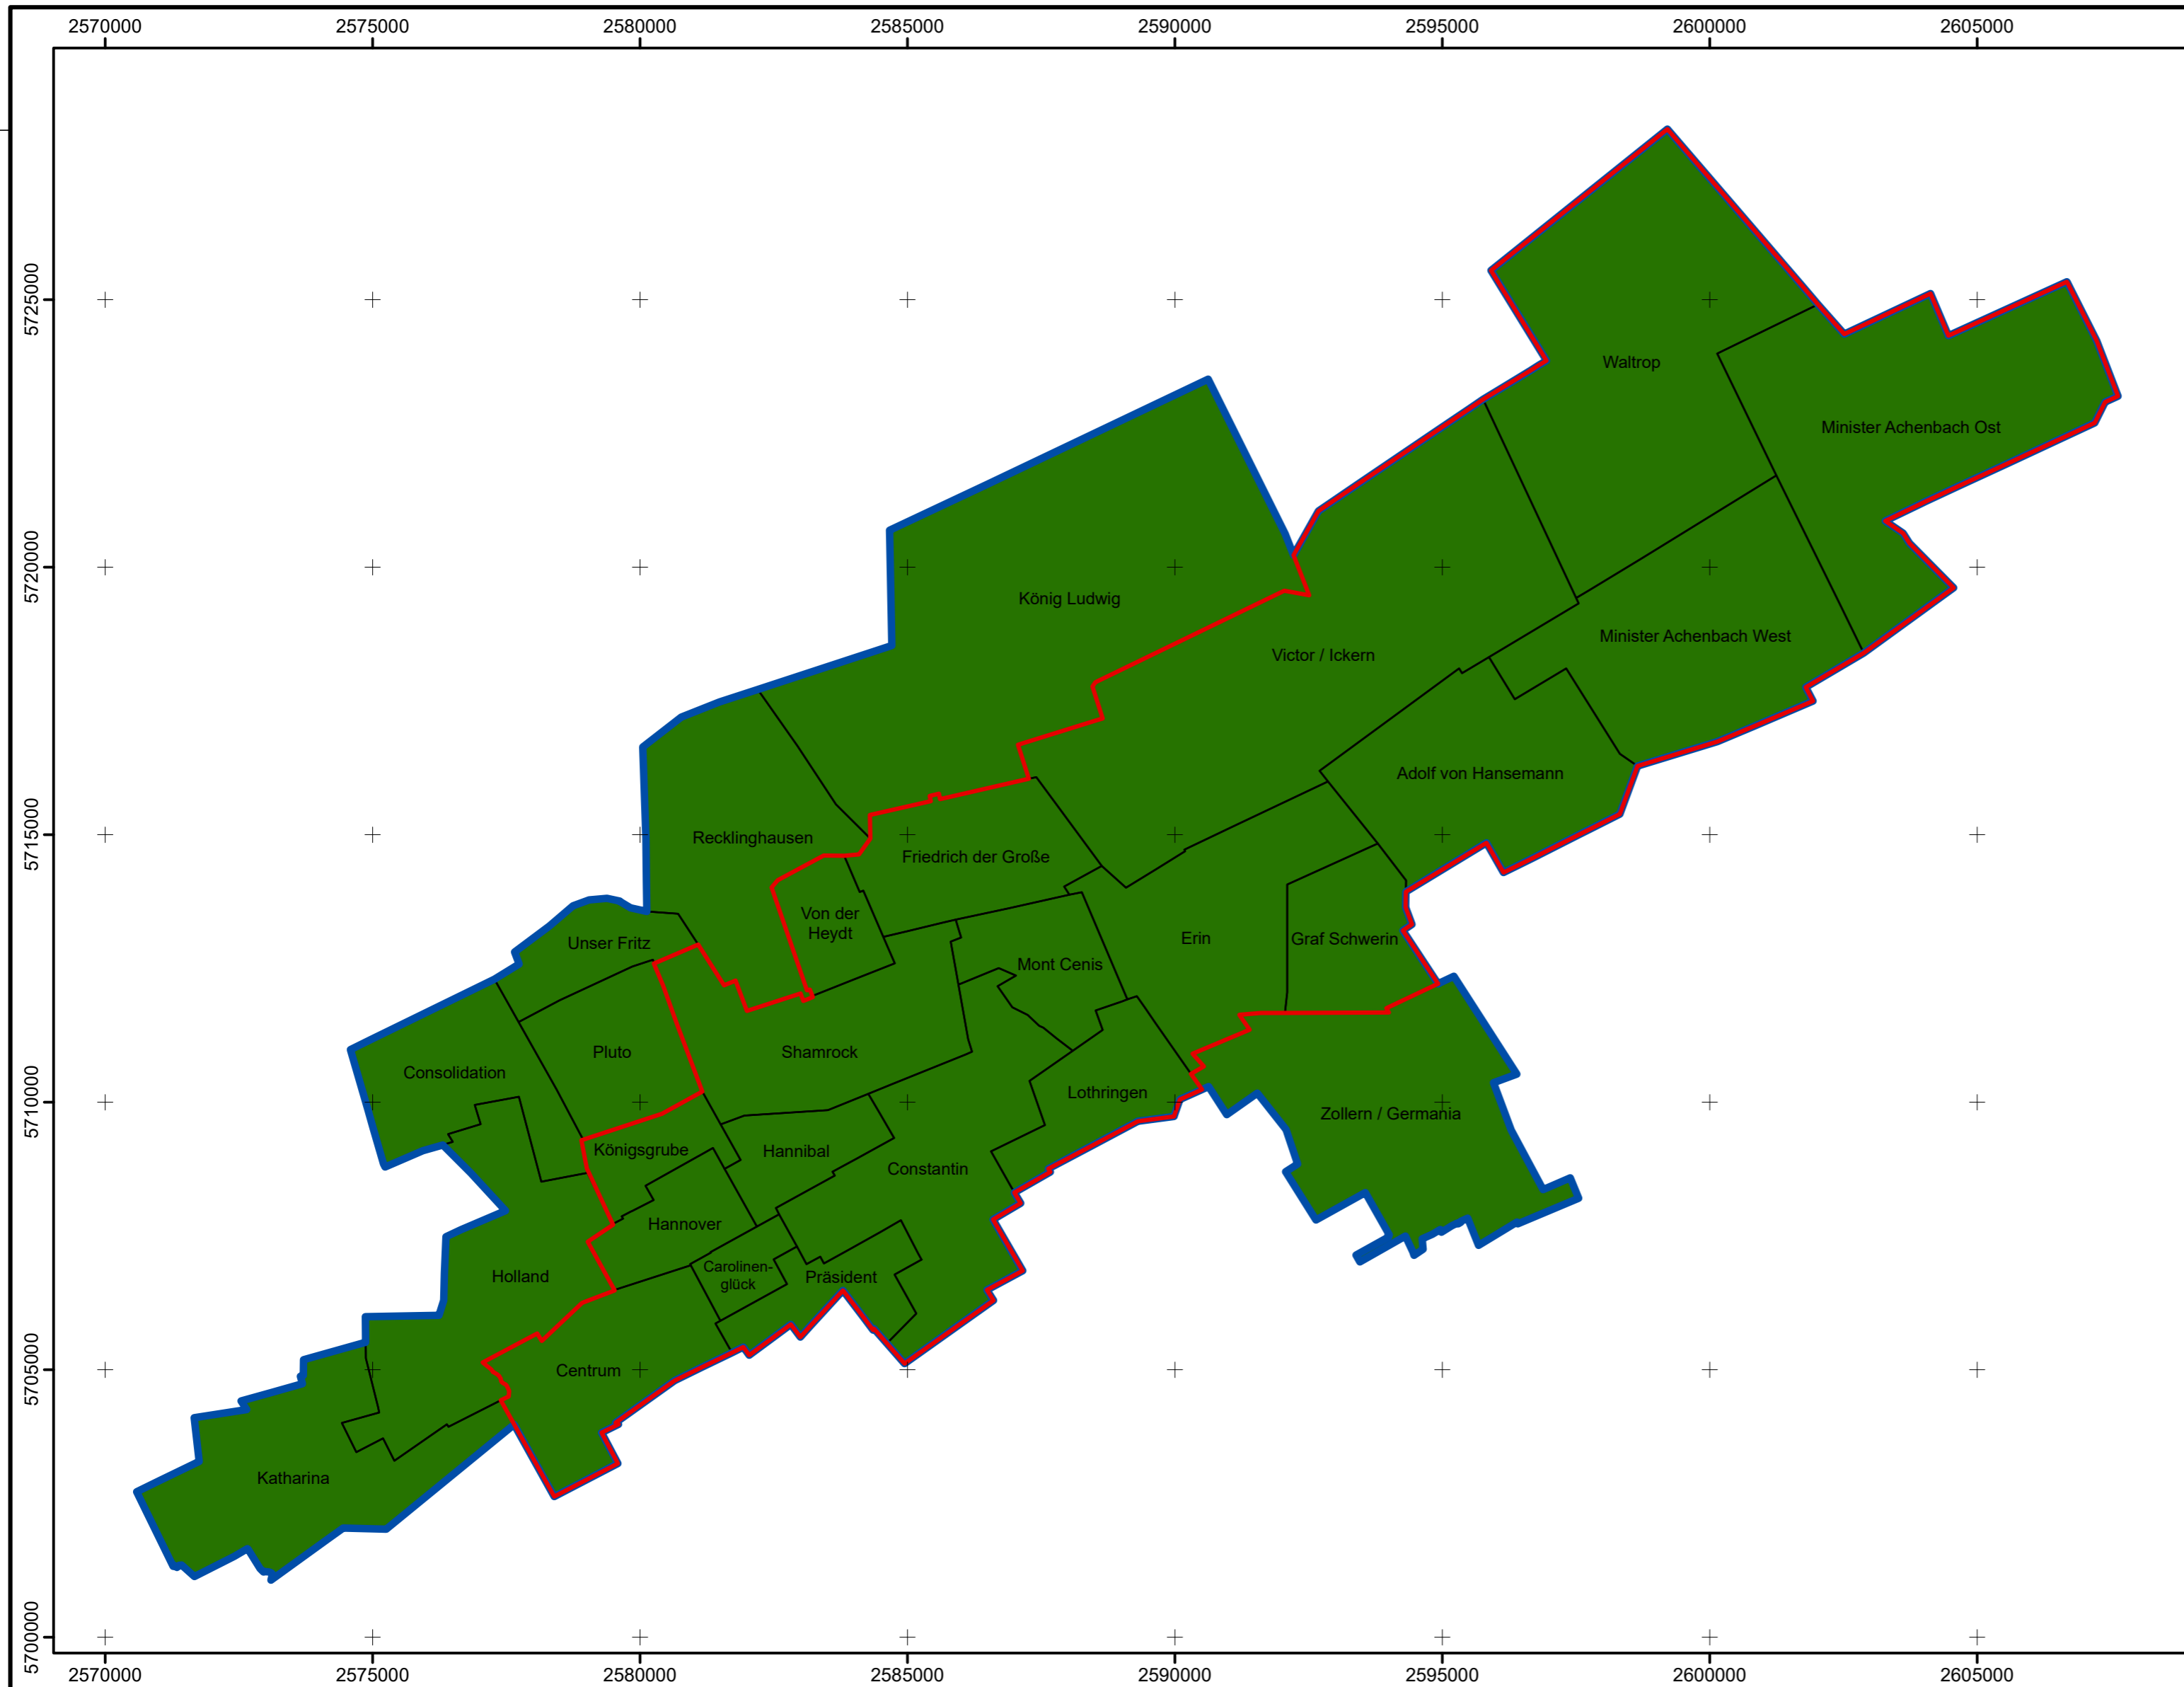 2570000 2575000 2580000 2585000 2590000 2595000 2600000 2605000
5725000
5720000
5715000
5710000
5705000
5700000
Waltrop
Minister Achenbach Ost
König Ludwig
Minister Achenbach West
Victor / Ickern
Adolf von Hansemann
Recklinghausen
Friedrich der Große
Von der
Heydt
Unser Fritz
Erin
Graf Schwerin
Mont Cenis
Pluto
Shamrock
Consolidation
Lothringen
Zollern / Germania
Königsgrube
Hannibal
Constantin
Hannover
Holland
Carolinen-
glück
Präsident
Centrum
Katharina
2570000 2575000 2580000 2585000 2590000 2595000 2600000 2605000